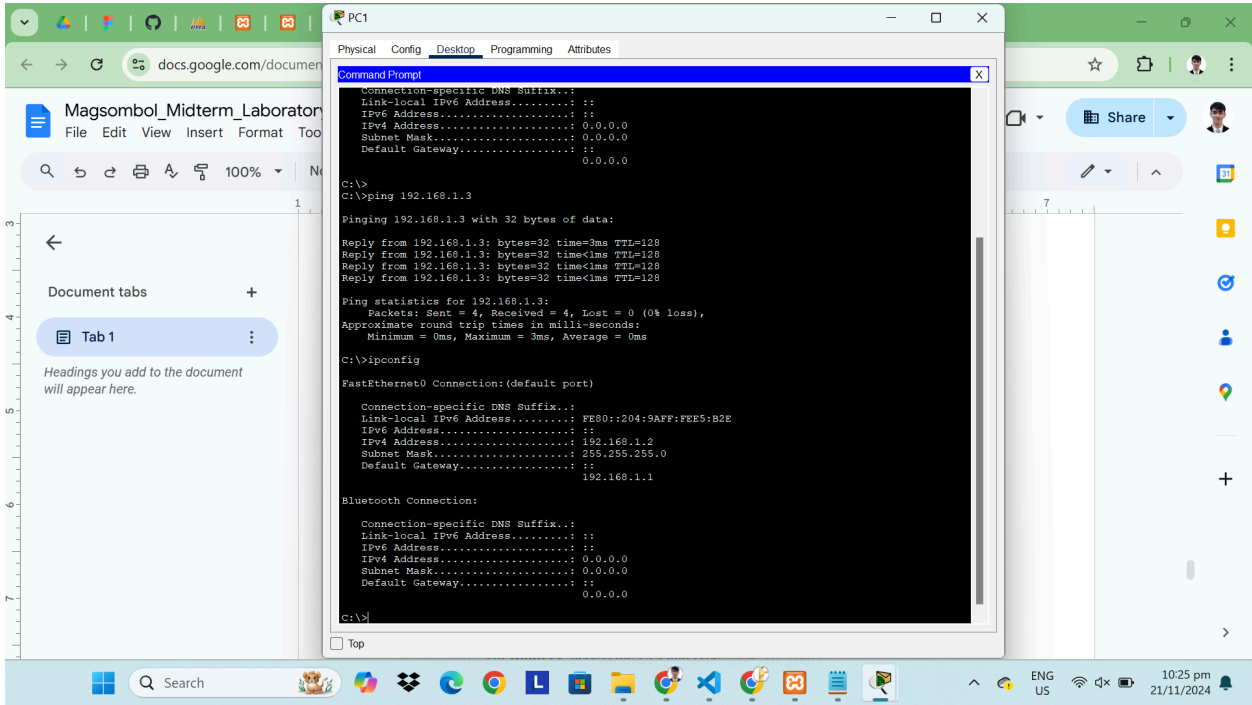 PC1
Physical Config Desktop Programming Attributes
docs.google.com/documen
Command Prompt
X
Magsombol_Midterm_Laboratory
File Edit View Insert Format Too
Share
100%
No
31
1
7
3
4
5
6
7
Document tabs
Tab 1
Headings you add to the document
will appear here.
Connection-specific DNS Suffix..:
Link-local IPv6 Address.........: ::
IPv6 Address....................: ::
IPv4 Address....................: 0.0.0.0
Subnet Mask.....................: 0.0.0.0
Default Gateway.................: ::
0.0.0.0
C:\>
C:\>ping 192.168.1.3
Pinging 192.168.1.3 with 32 bytes of data:
Reply from 192.168.1.3: bytes=32 time=3ms TTL=128
Reply from 192.168.1.3: bytes=32 time<1ms TTL=128
Reply from 192.168.1.3: bytes=32 time<1ms TTL=128
Reply from 192.168.1.3: bytes=32 time<1ms TTL=128
Ping statistics for 192.168.1.3:
Packets: Sent = 4, Received = 4, Lost = 0 (0% loss),
Approximate round trip times in milli-seconds:
Minimum = 0ms, Maximum = 3ms, Average = 0ms
C:\>ipconfig
FastEthernet0 Connection:(default port)
Connection-specific DNS Suffix..:
Link-local IPv6 Address.........: FE80::204:9AFF:FEE5:B2E
IPv6 Address....................: ::
IPv4 Address....................: 192.168.1.2
Subnet Mask.....................: 255.255.255.0
Default Gateway.................: ::
192.168.1.1
Bluetooth Connection:
Connection-specific DNS Suffix..:
Link-local IPv6 Address.........: ::
IPv6 Address....................: ::
IPv4 Address....................: 0.0.0.0
Subnet Mask.....................: 0.0.0.0
Default Gateway.................: ::
0.0.0.0
C:\>
Top
Search
L
ENG
US
10:25 pm
21/11/2024